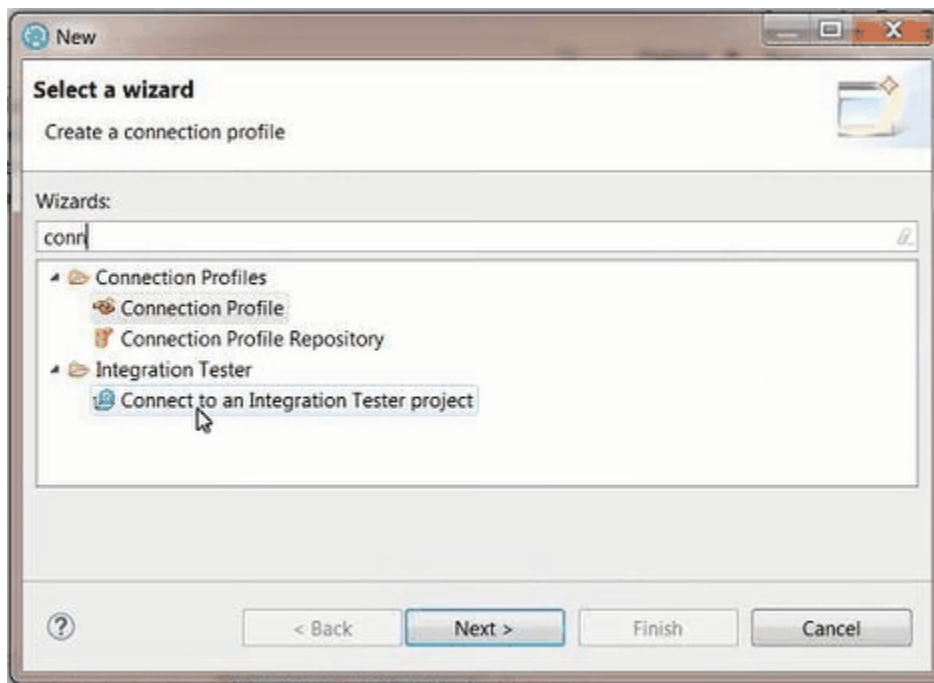 New
Select a wizard
Create a connection profile
Wizards:
conn
Connection Profiles
Connection Profile
Connection Profile Repository
Integration Tester
Connect to an Integration Tester project
< Back
Next >
Finish
Cancel